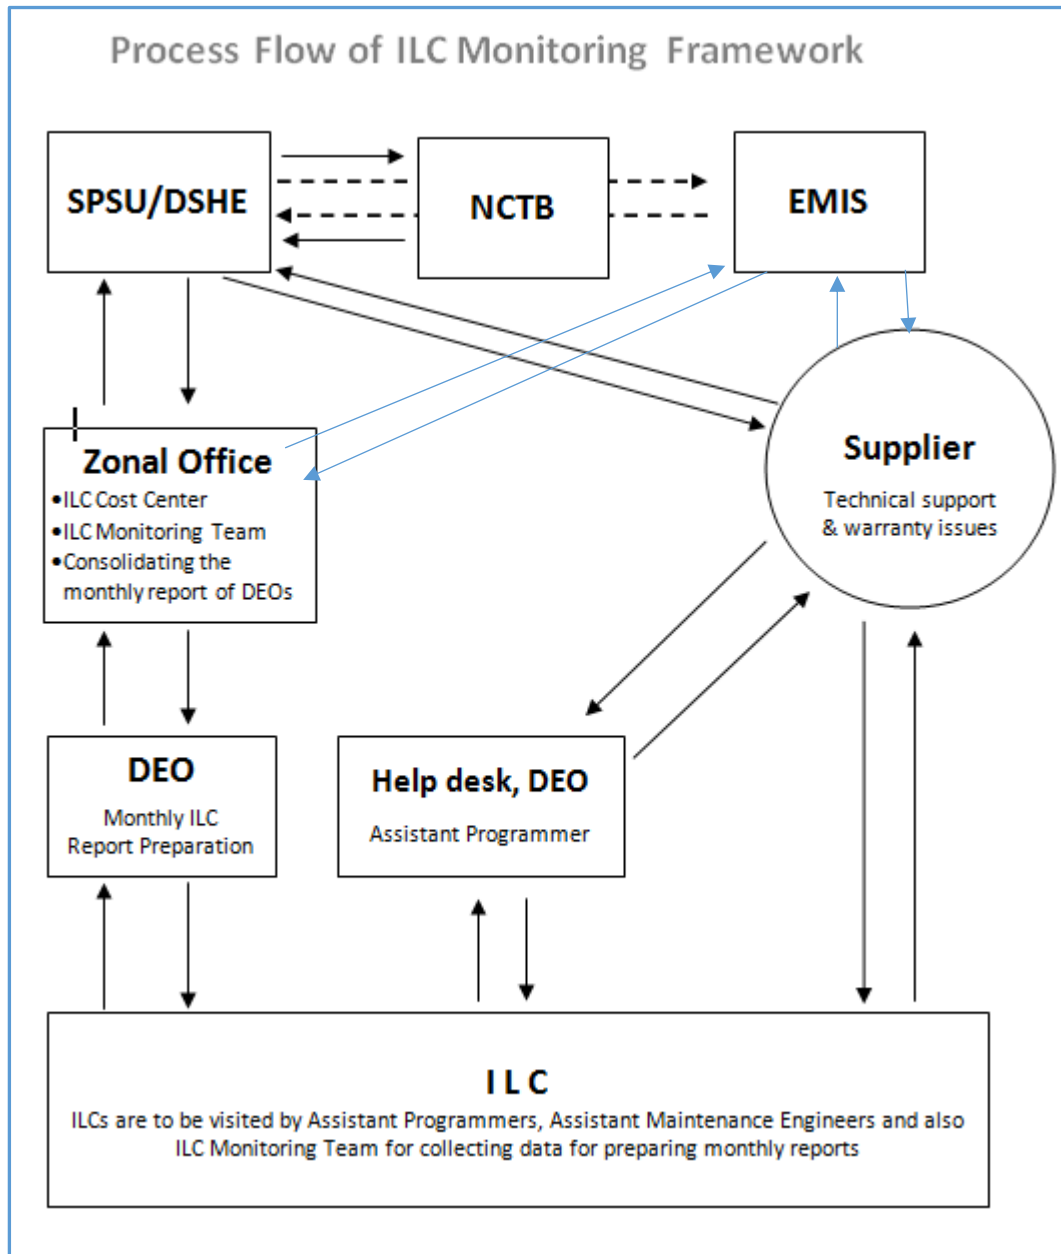 Process Flow of ILC Monitoring Framework
SPSU/DSHE
NCTB
EMIS
Zonal Office
•ILC Cost Center
•ILC Monitoring Team
•Consolidating the
monthly report of DEOs
Supplier
Technical support
& warranty issues
DEO
Monthly ILC
Report Preparation
Help desk, DEO
Assistant Programmer
I L C
ILCs are to be visited by Assistant Programmers, Assistant Maintenance Engineers and also
ILC Monitoring Team for collecting data for preparing monthly reports